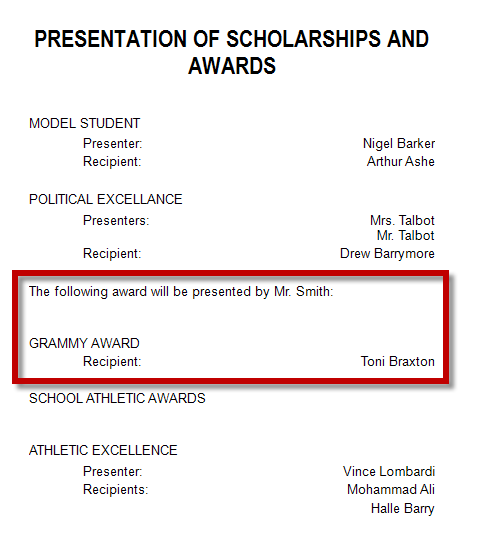 PRESENTATION OF SCHOLARSHIPS AND
AWARDS
MODEL STUDENT
Presenter: Nigel Barker
Recipient: Arthur Ashe
POLITICAL EXCELLANCE
Presenters: Mrs. Talbot
Mr. Talbot
Recipient: Drew Barrymore
The following award will be presented by Mr. Smith:
GRAMMY AWARD
Recipient: Toni Braxton
SCHOOL ATHLETIC AWARDS
ATHLETIC EXCELLENCE
Presenter: Vince Lombardi
Recipients: Mohammad Ali
Halle Barry